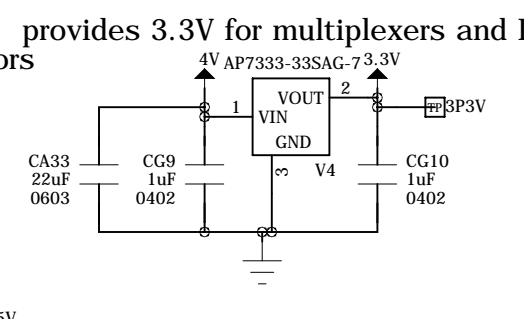 provides 3.3V for multiplexers and
ors
4V AP7333-33SAG-7 3.3V
1 VIN VOUT 2
TP 3P3V
GND
3
V4
CA33
22uF
0603
CG9
1uF
0402
CG10
1uF
0402
5V